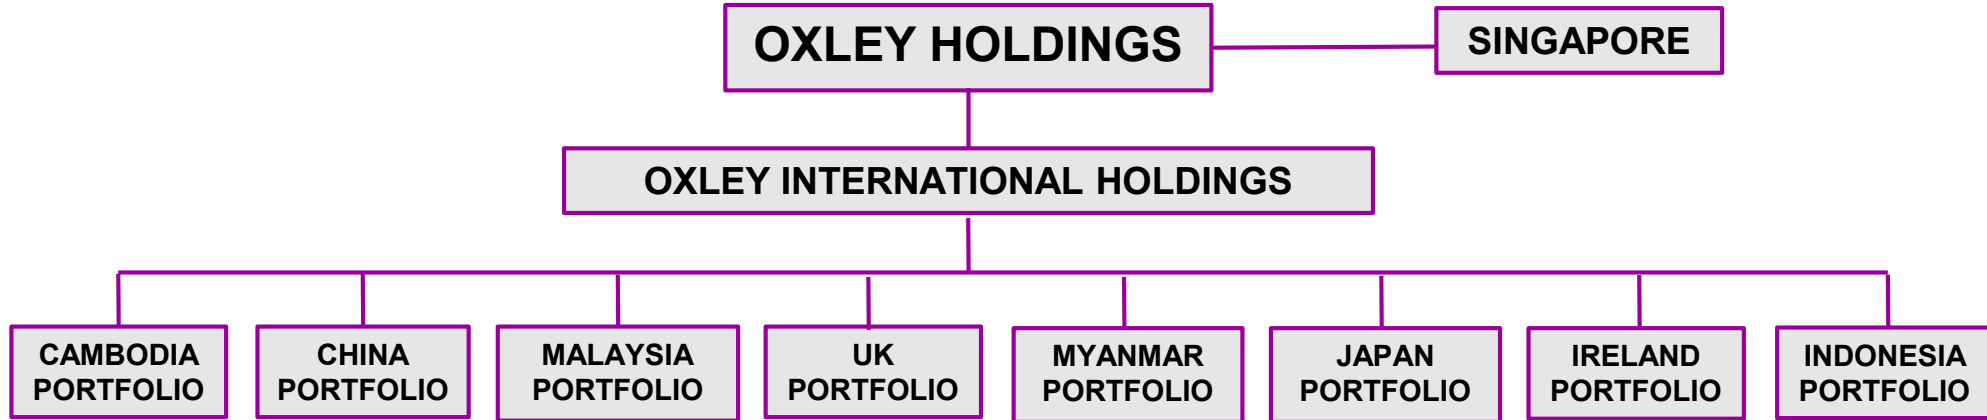 OXLEY HOLDINGS
SINGAPORE
OXLEY INTERNATIONAL HOLDINGS
CAMBODIA
PORTFOLIO
CHINA
PORTFOLIO
MALAYSIA
PORTFOLIO
UK
PORTFOLIO
MYANMAR
PORTFOLIO
JAPAN
PORTFOLIO
IRELAND
PORTFOLIO
INDONESIA
PORTFOLIO